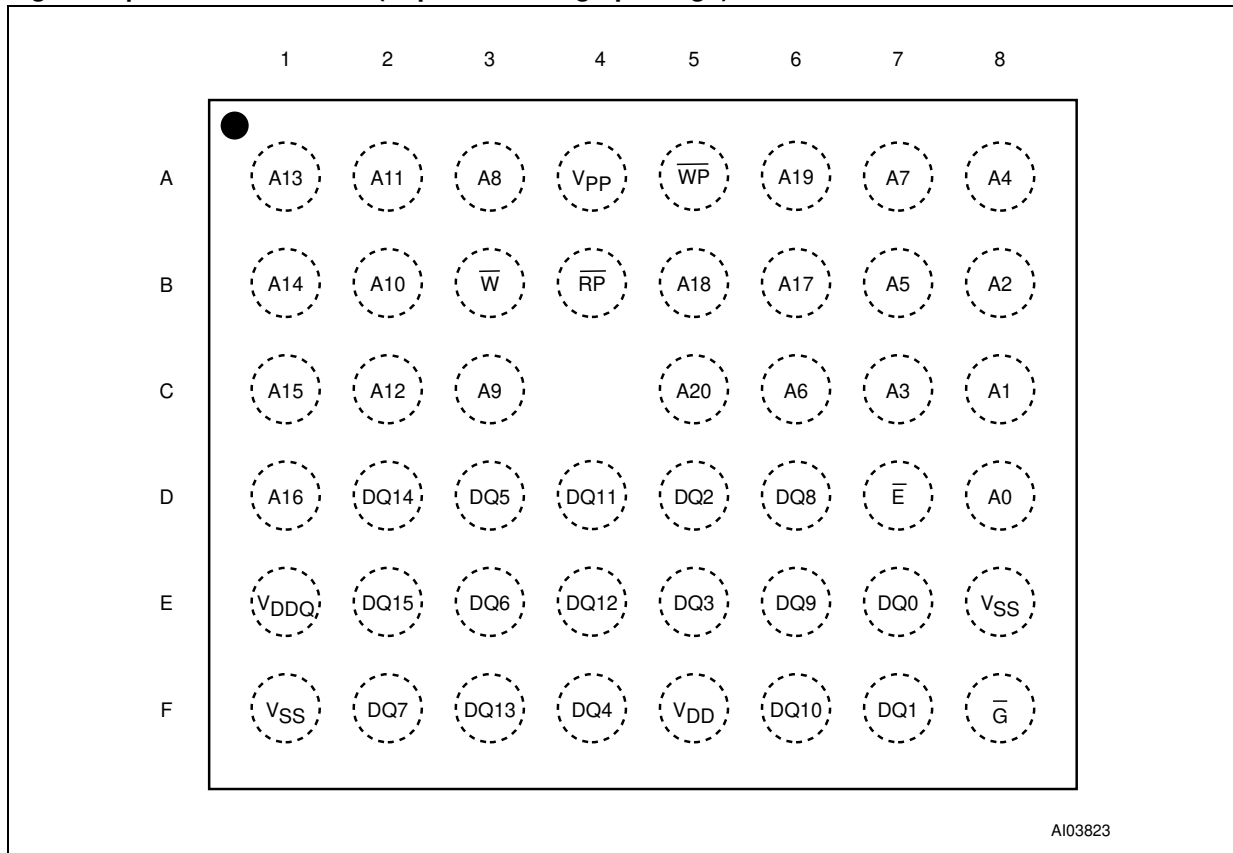 1 2 3 4 5 6 7 8
A A13 A11 A8 VPP W̅P̅ A19 A7 A4
B A14 A10 W̅ R̅P̅ A18 A17 A5 A2
C A15 A12 A9 A20 A6 A3 A1
D A16 DQ14 DQ5 DQ11 DQ2 DQ8 E̅ A0
E VDDQ DQ15 DQ6 DQ12 DQ3 DQ9 DQ0 VSS
F VSS DQ7 DQ13 DQ4 VDD DQ10 DQ1 G̅
AI03823